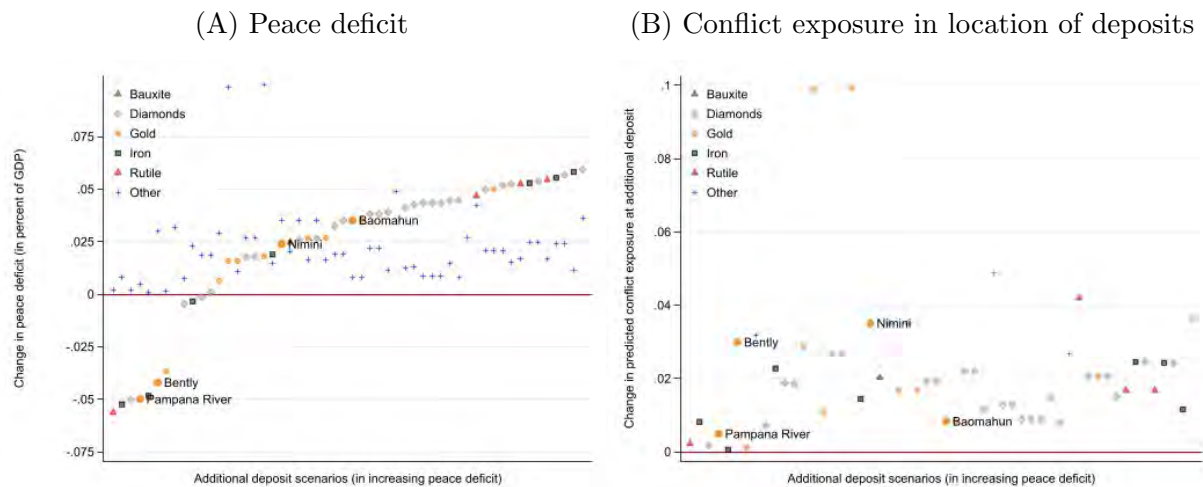 (A) Peace deficit
Change in peace deficit (in percent of GDP)
.075
.05
.025
0
-.025
-.05
-.075
Bauxite
Diamonds
Gold
Iron
Rutile
Other
Baomahun
Nimini
Bently
Pampana River
Additional deposit scenarios (in increasing peace deficit)
(B) Conflict exposure in location of deposits
Change in predicted conflict exposure at additional deposit
.1
.08
.06
.04
.02
0
Bauxite
Diamonds
Gold
Iron
Rutile
Other
Nimini
Bently
Baomahun
Pampana River
Additional deposit scenarios (in increasing peace deficit)